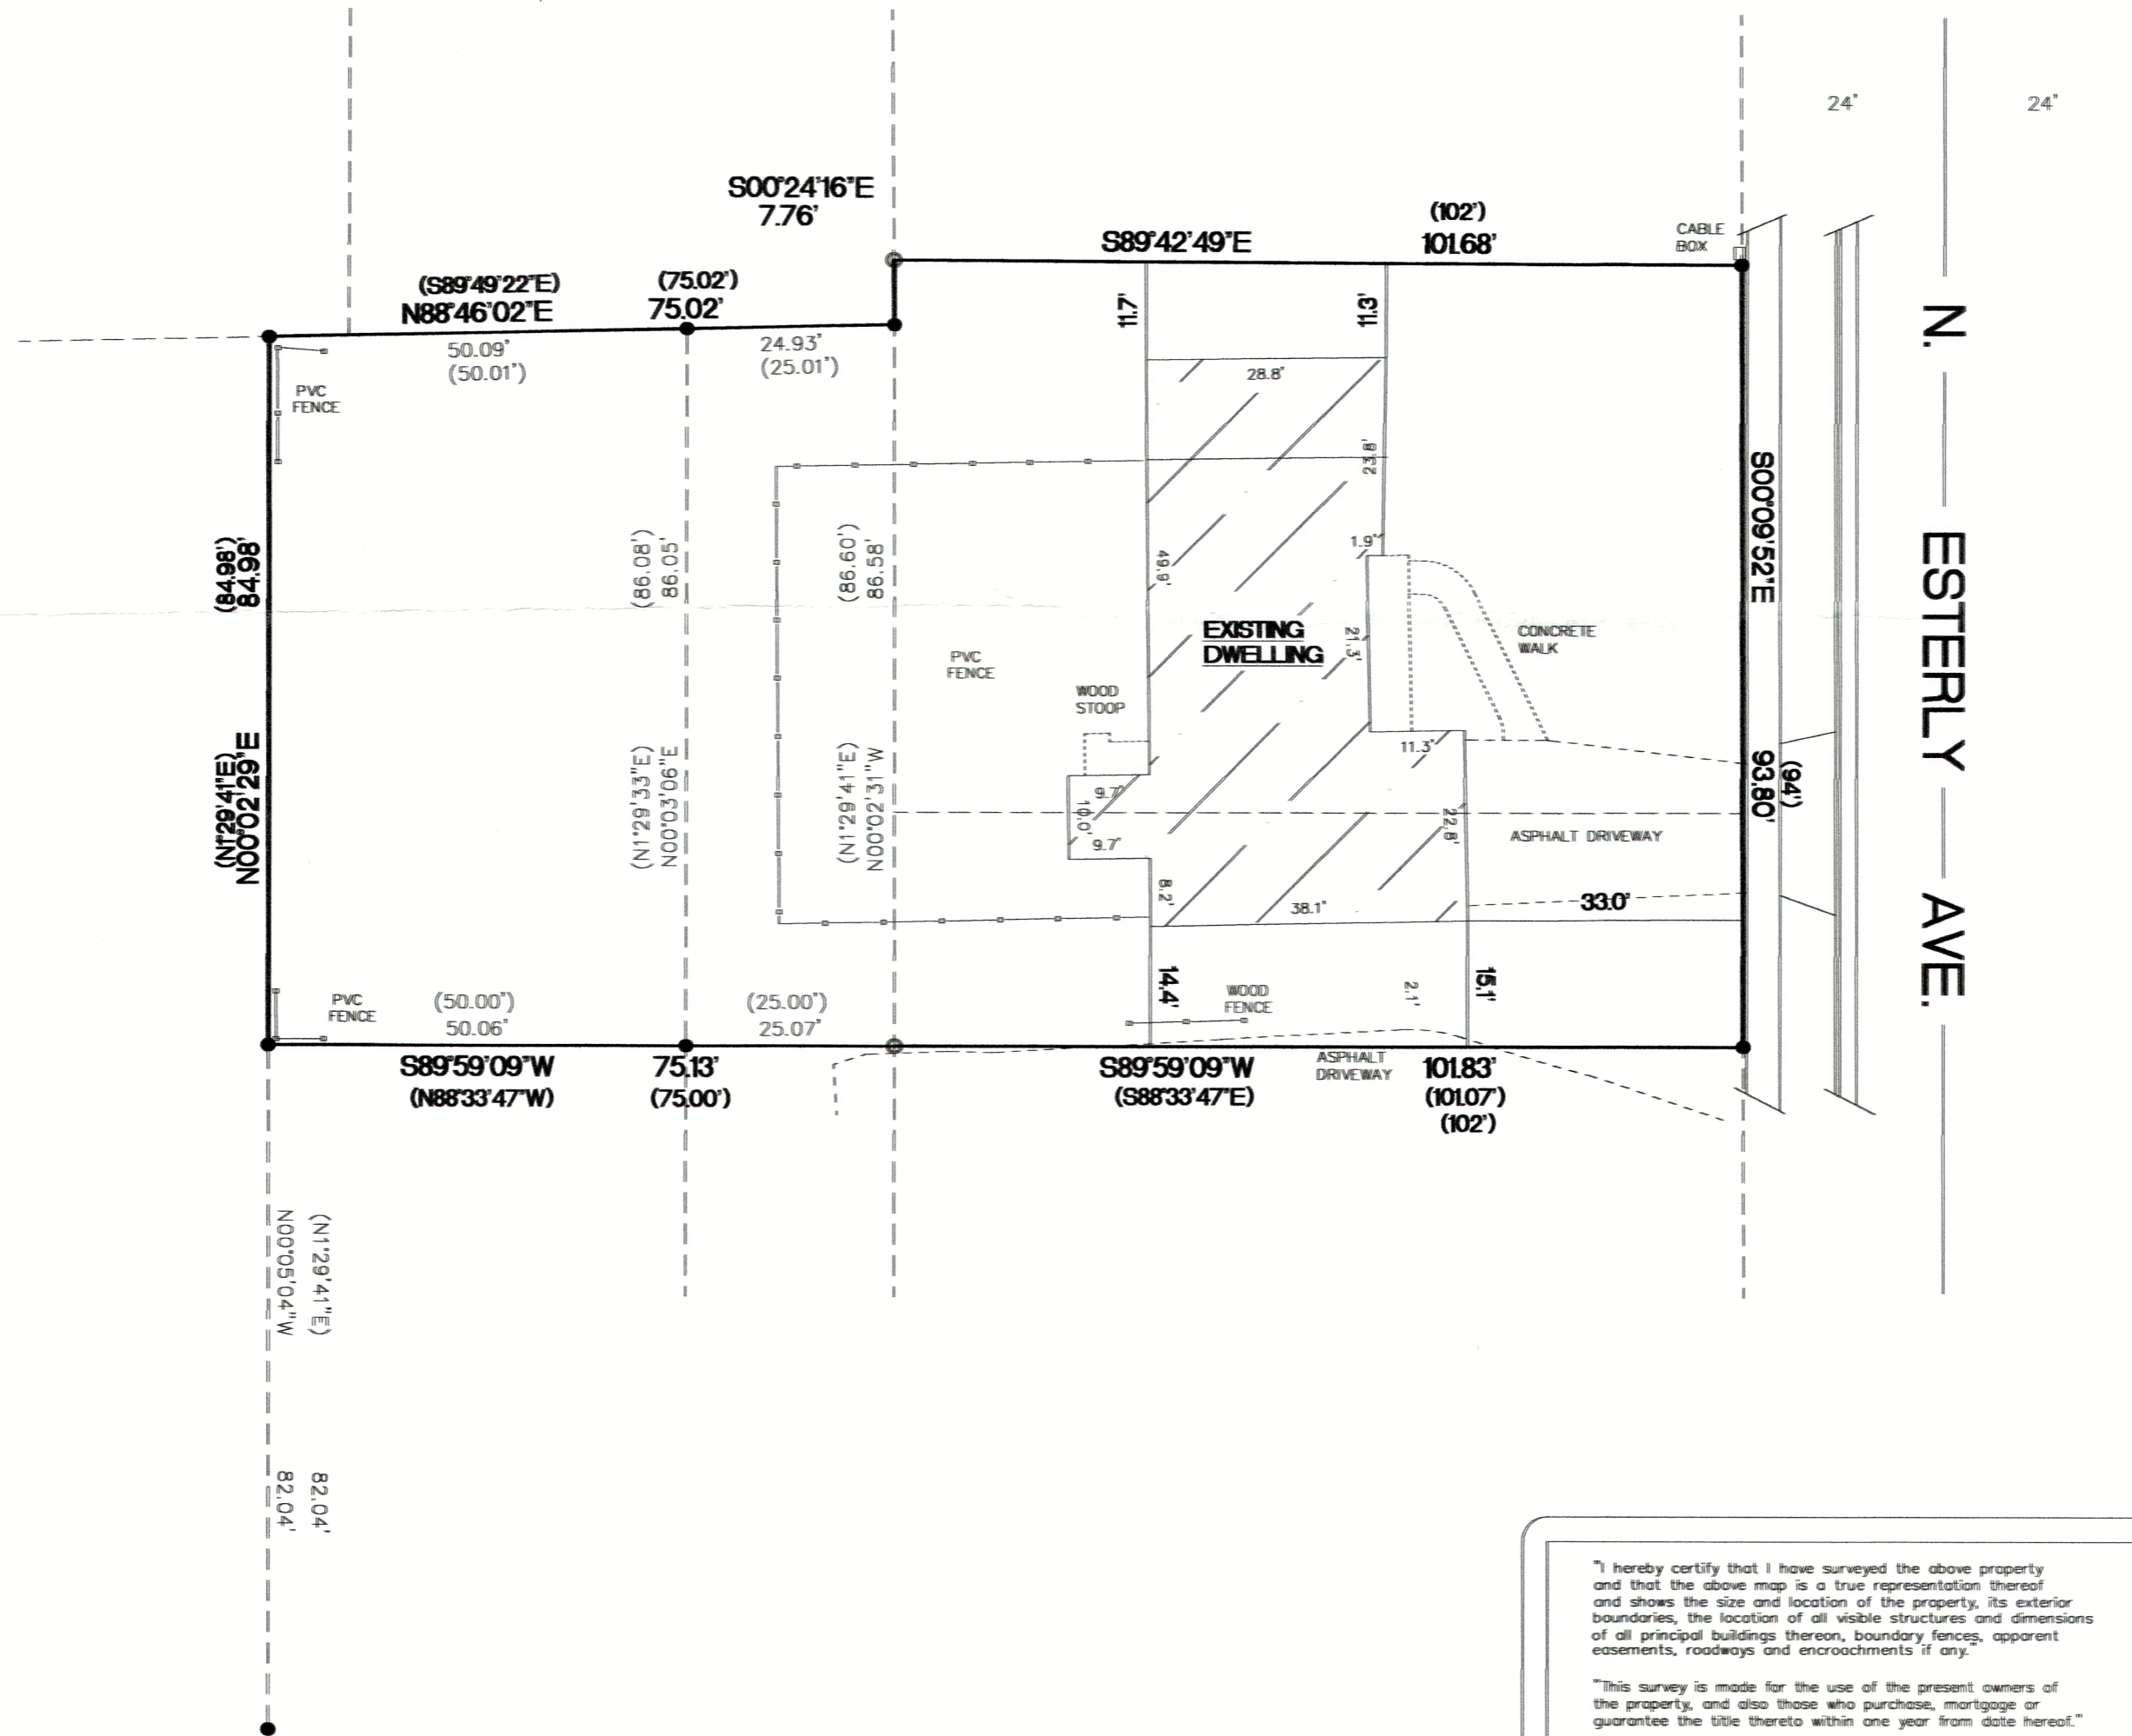 24"
24"
S00°24'16"E
7.76'
(102')
S89°42'49"E
101.68'
CABLE
BOX
(S89°49'22"E)
(75.02')
N88°46'02"E
75.02'
50.09"
(50.01")
24.93"
(25.01")
PVC
FENCE
11.7'
11.3'
28.8"
23.8'
1.9"
49.9'
21.3'
EXISTING
DWELLING
CONCRETE
WALK
PVC
FENCE
WOOD
STOOP
11.3"
9.7"
10.0'
9.7"
8.2'
22.8'
38.1"
ASPHALT DRIVEWAY
33.0'
(84.98')
84.98'
(N1°29'41"E)
N00°02'29"E
(86.08')
86.05'
(N1°29'33"E)
N00°03'06"E
(86.60')
86.58'
(N1°29'41"E)
N00°02'31"W
S00°09'52"E
93.80'
(94')
N. ESTERLY AVE.
14.4'
15.1'
2.1'
WOOD
FENCE
PVC
FENCE
(50.00")
50.06"
(25.00")
25.07"
S89°59'09"W
75.13'
(N88°33'47"W)
(75.00')
S89°59'09"W
101.83'
(S88°33'47"E)
(101.07')
(102')
ASPHALT
DRIVEWAY
(N1°29'41"E)
N00°05'04"W
82.04'
82.04'
"I hereby certify that I have surveyed the above property
and that the above map is a true representation thereof
and shows the size and location of the property, its exterior
boundaries, the location of all visible structures and dimensions
of all principal buildings thereon, boundary fences, apparent
easements, roadways and encroachments if any."
"This survey is made for the use of the present owners of
the property, and also those who purchase, mortgage or
guarantee the title thereto within one year from date hereof."